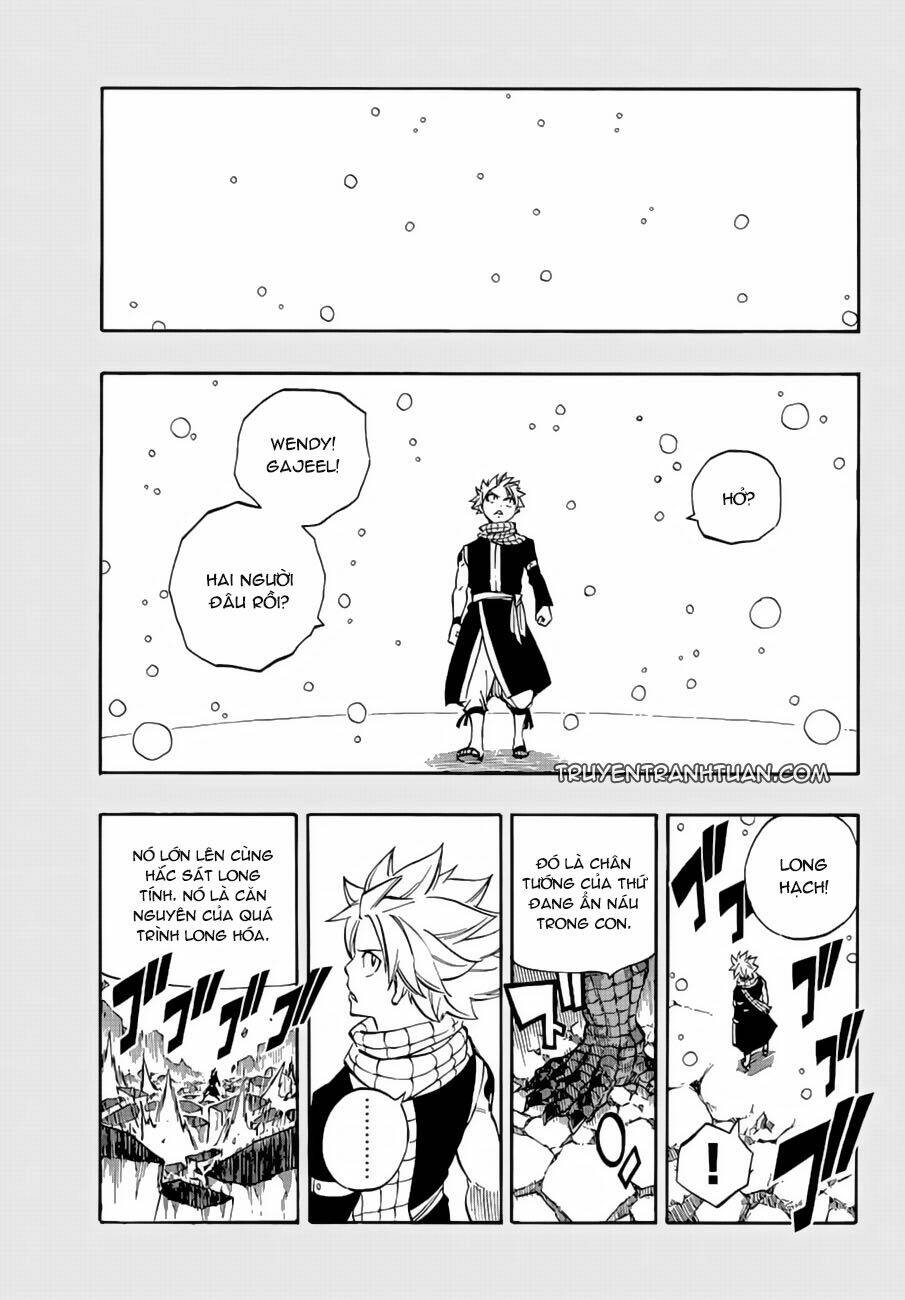 HỞ?
WENDY!
GAJEEL!
HAI NGƯỜI
ĐÂU RỒI?
TRUYENTRANHTUAN.COM
LONG
HẠCH!
ゴゴゴゴ
!
ĐÓ LÀ CHÂN
TƯỚNG CỦA THỨ
ĐANG ẨN NÁU
TRONG CON.
.........
NÓ LỚN LÊN CÙNG
HẮC SÁT LONG
TÍNH. NÓ LÀ CĂN
NGUYÊN CỦA QUÁ
TRÌNH LONG HÓA.
ゴゴゴゴ